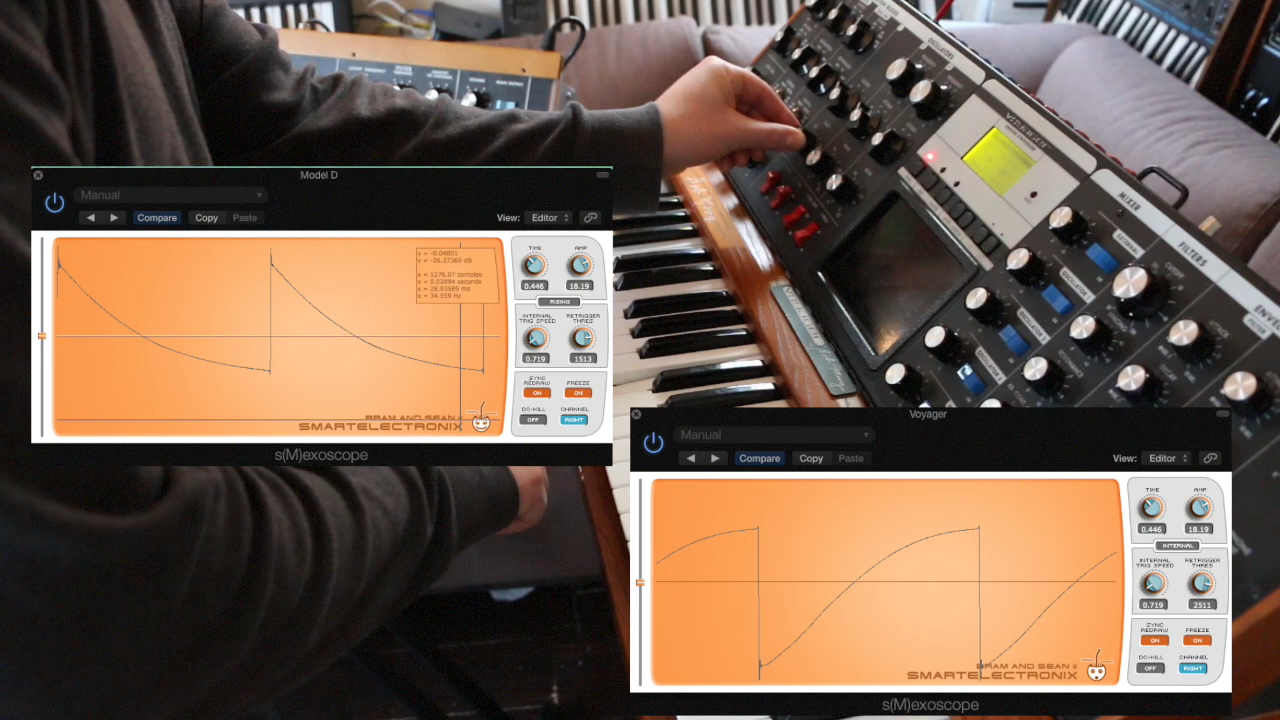 OSCILLATORS
MIXER
EXTERNAL
FILTERS
Model D
Manual
Compare
Copy
Paste
View:
Editor
y = -0.04801
y = -26.37369 dB
x = 1276.07 samples
x = 0.02894 seconds
x = 28.93585 ms
x = 34.559 Hz
TIME
AMP
0.446
18.19
RISING
INTERNAL
TRIG SPEED
RETRIGGER
THRES
0.719
1513
SYNC
REDRAW
FREEZE
ON
ON
DC-KILL
CHANNEL
OFF
RIGHT
BRAM AND SEAN @
SMARTELECTRONIX
s(M)exoscope
Voyager
Manual
Compare
Copy
Paste
View:
Editor
TIME
AMP
0.446
18.19
INTERNAL
INTERNAL
TRIG SPEED
RETRIGGER
THRES
0.719
2511
SYNC
REDRAW
FREEZE
ON
ON
DC-KILL
CHANNEL
OFF
RIGHT
BRAM AND SEAN @
SMARTELECTRONIX
s(M)exoscope